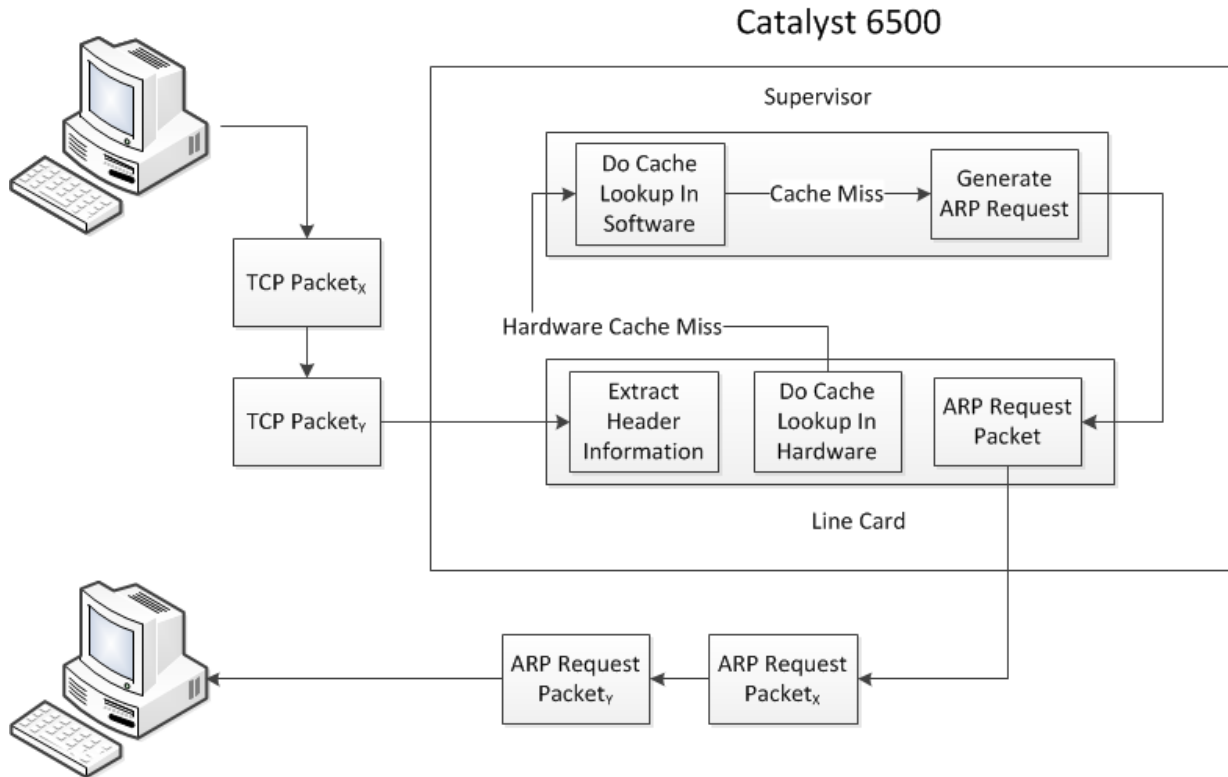 Catalyst 6500
Supervisor
Do Cache
Lookup In
Software
Cache Miss
Generate
ARP Request
TCP PacketX
Hardware Cache Miss
TCP PacketY
Extract
Header
Information
Do Cache
Lookup In
Hardware
ARP Request
Packet
Line Card
ARP Request
PacketY
ARP Request
PacketX